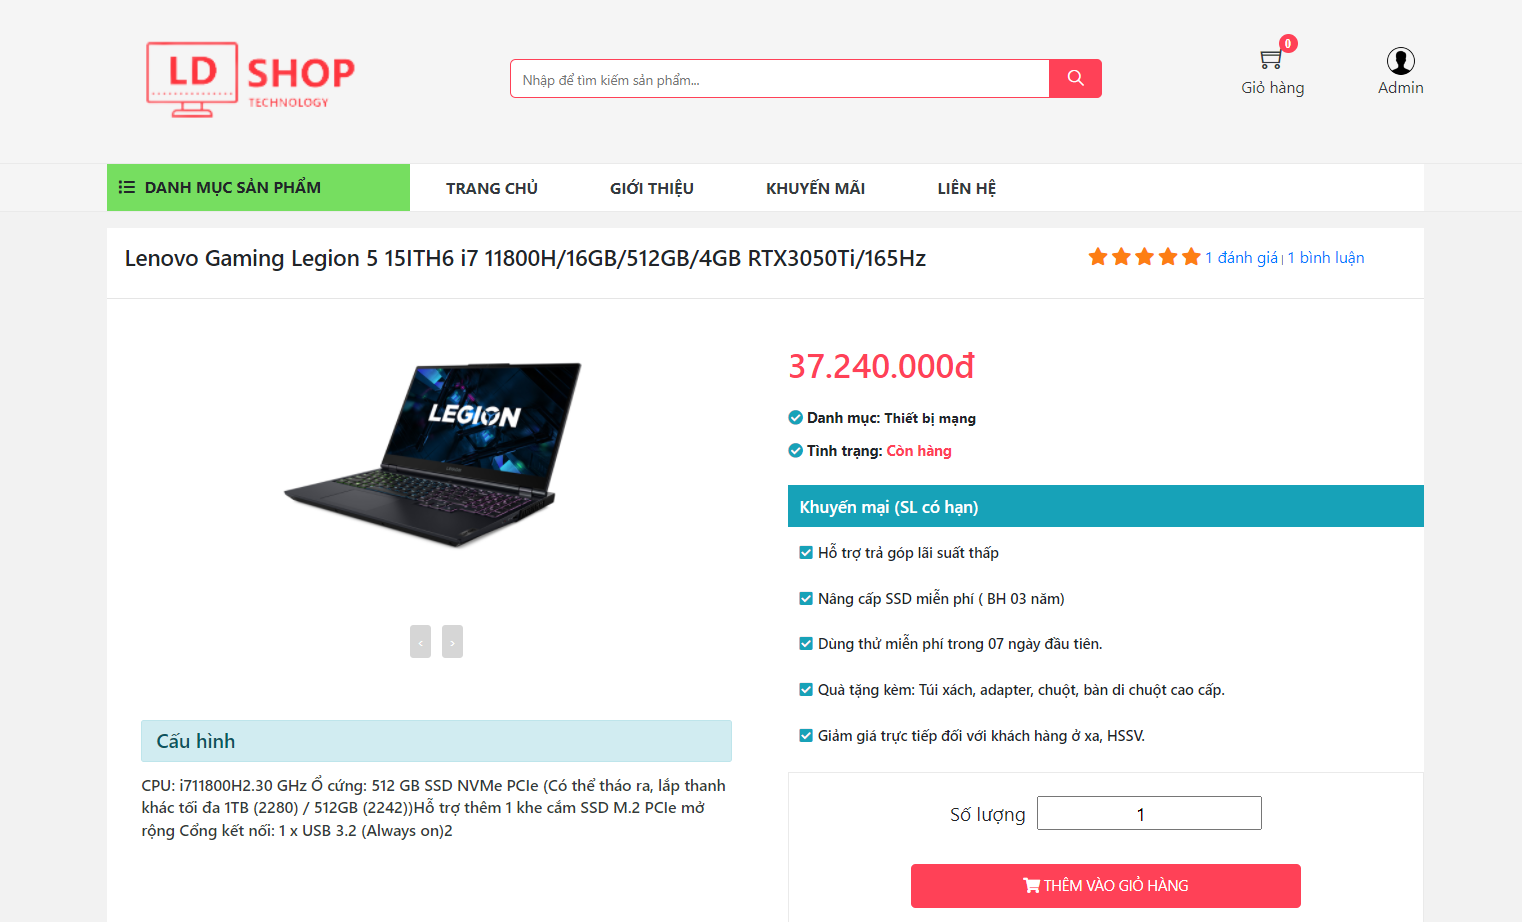 LD SHOP
TECHNOLOGY
Nhập để tìm kiếm sản phẩm...
0
Giỏ hàng
Admin
DANH MỤC SẢN PHẨM
TRANG CHỦ
GIỚI THIỆU
KHUYẾN MÃI
LIÊN HỆ
Lenovo Gaming Legion 5 15ITH6 i7 11800H/16GB/512GB/4GB RTX3050Ti/165Hz
1 đánh giá | 1 bình luận
LEGION
37.240.000đ
Danh mục: Thiết bị mạng
Tình trạng: Còn hàng
Khuyến mại (SL có hạn)
Hỗ trợ trả góp lãi suất thấp
Nâng cấp SSD miễn phí ( BH 03 năm)
Dùng thử miễn phí trong 07 ngày đầu tiên.
Quà tặng kèm: Túi xách, adapter, chuột, bàn di chuột cao cấp.
Giảm giá trực tiếp đối với khách hàng ở xa, HSSV.
‹ ›
Cấu hình
CPU: i711800H2.30 GHz Ổ cứng: 512 GB SSD NVMe PCIe (Có thể tháo ra, lắp thanh
khác tối đa 1TB (2280) / 512GB (2242))Hỗ trợ thêm 1 khe cắm SSD M.2 PCIe mở
rộng Cổng kết nối: 1 x USB 3.2 (Always on)2
Số lượng 1
THÊM VÀO GIỎ HÀNG